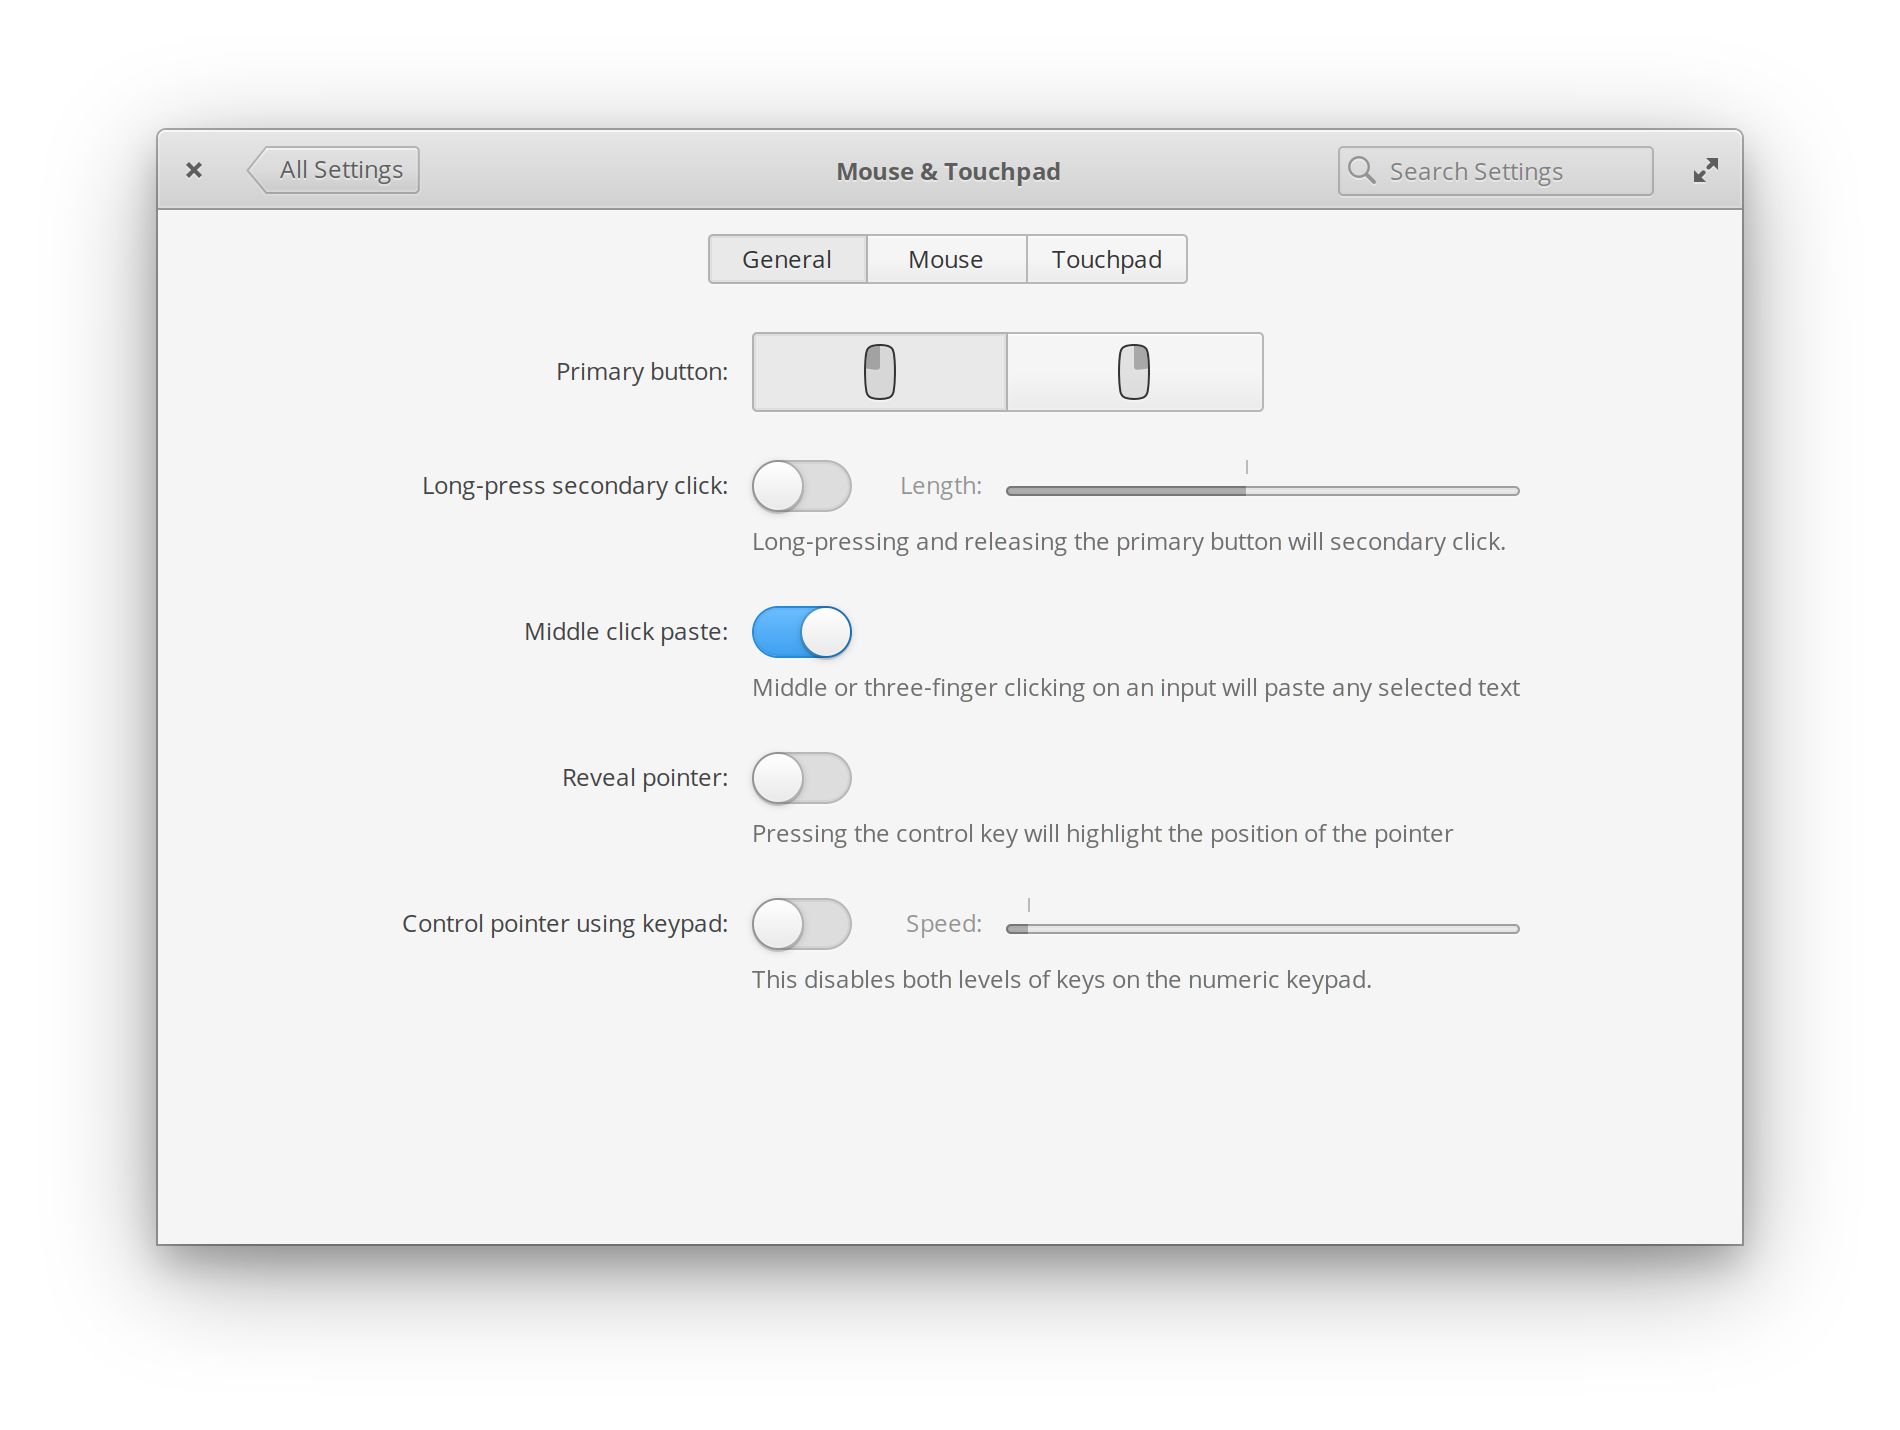 All Settings
Mouse & Touchpad
Search Settings
General
Mouse
Touchpad
Primary button:
Long-press secondary click:
Length:
Long-pressing and releasing the primary button will secondary click.
Middle click paste:
Middle or three-finger clicking on an input will paste any selected text
Reveal pointer:
Pressing the control key will highlight the position of the pointer
Control pointer using keypad:
Speed:
This disables both levels of keys on the numeric keypad.